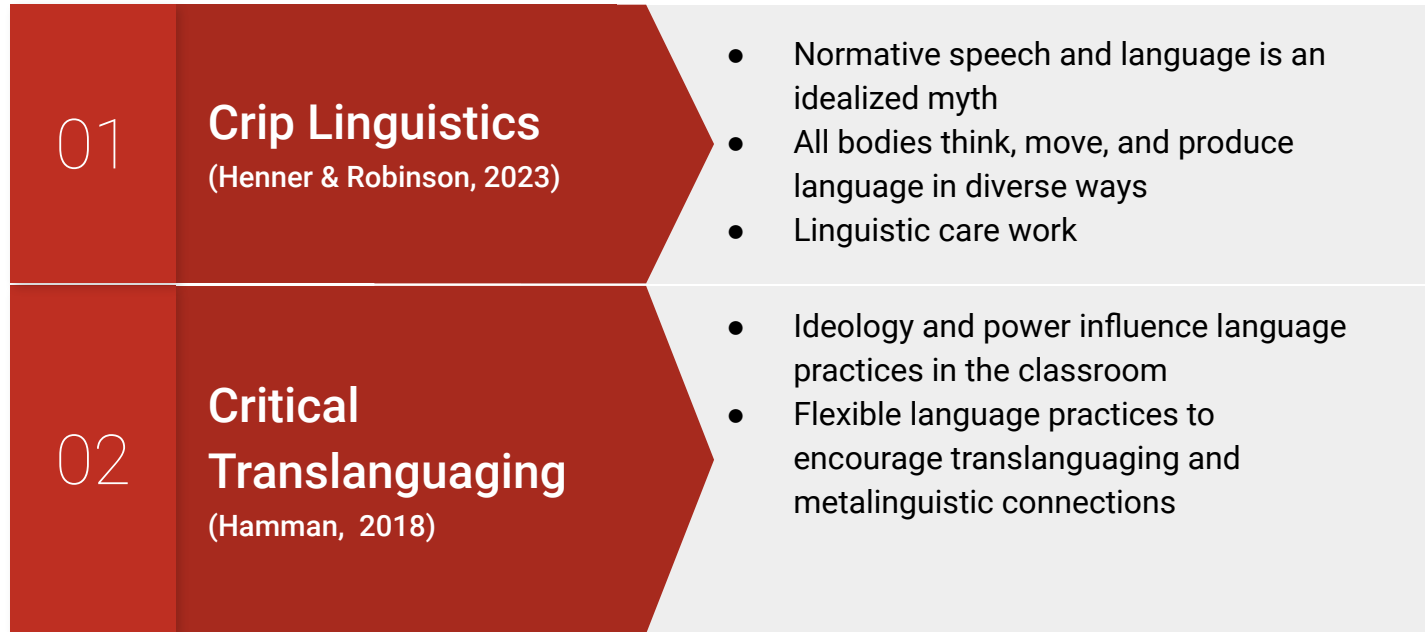 01
Crip Linguistics
(Henner & Robinson, 2023)
● Normative speech and language is an
idealized myth
● All bodies think, move, and produce
language in diverse ways
● Linguistic care work
02
Critical
Translanguaging
(Hamman, 2018)
● Ideology and power influence language
practices in the classroom
● Flexible language practices to
encourage translanguaging and
metalinguistic connections